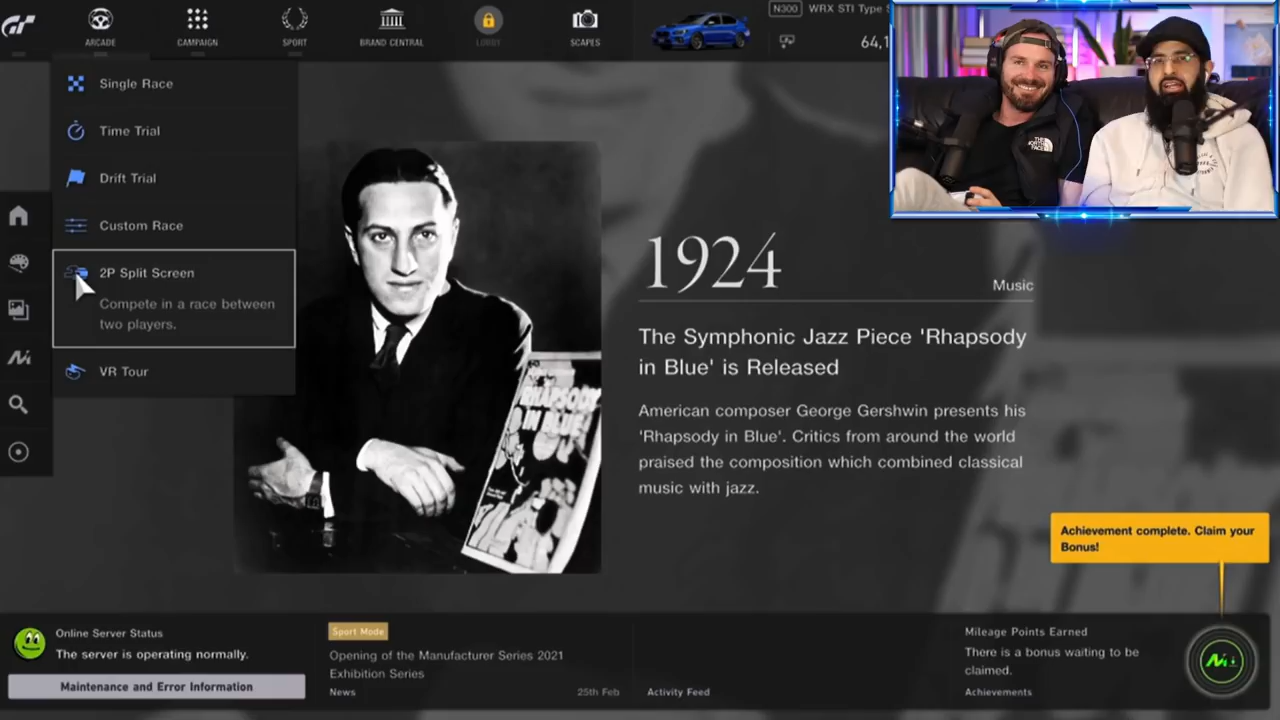 ARCADE
CAMPAIGN
SPORT
BRAND CENTRAL
LOBBY
SCAPES
N300 WRX STI Type S
64,1
Single Race
Time Trial
Drift Trial
Custom Race
2P Split Screen
Compete in a race between
two players.
VR Tour
THE
NORTH
FACE
RHAPSODY
IN BLUE
1924
Music
The Symphonic Jazz Piece 'Rhapsody
in Blue' is Released
American composer George Gershwin presents his
'Rhapsody in Blue'. Critics from around the world
praised the composition which combined classical
music with jazz.
Achievement complete. Claim your
Bonus!
Online Server Status
The server is operating normally.
Maintenance and Error Information
Sport Mode
Opening of the Manufacturer Series 2021
Exhibition Series
News
25th Feb
Activity Feed
Mileage Points Earned
There is a bonus waiting to be
claimed.
Achievements